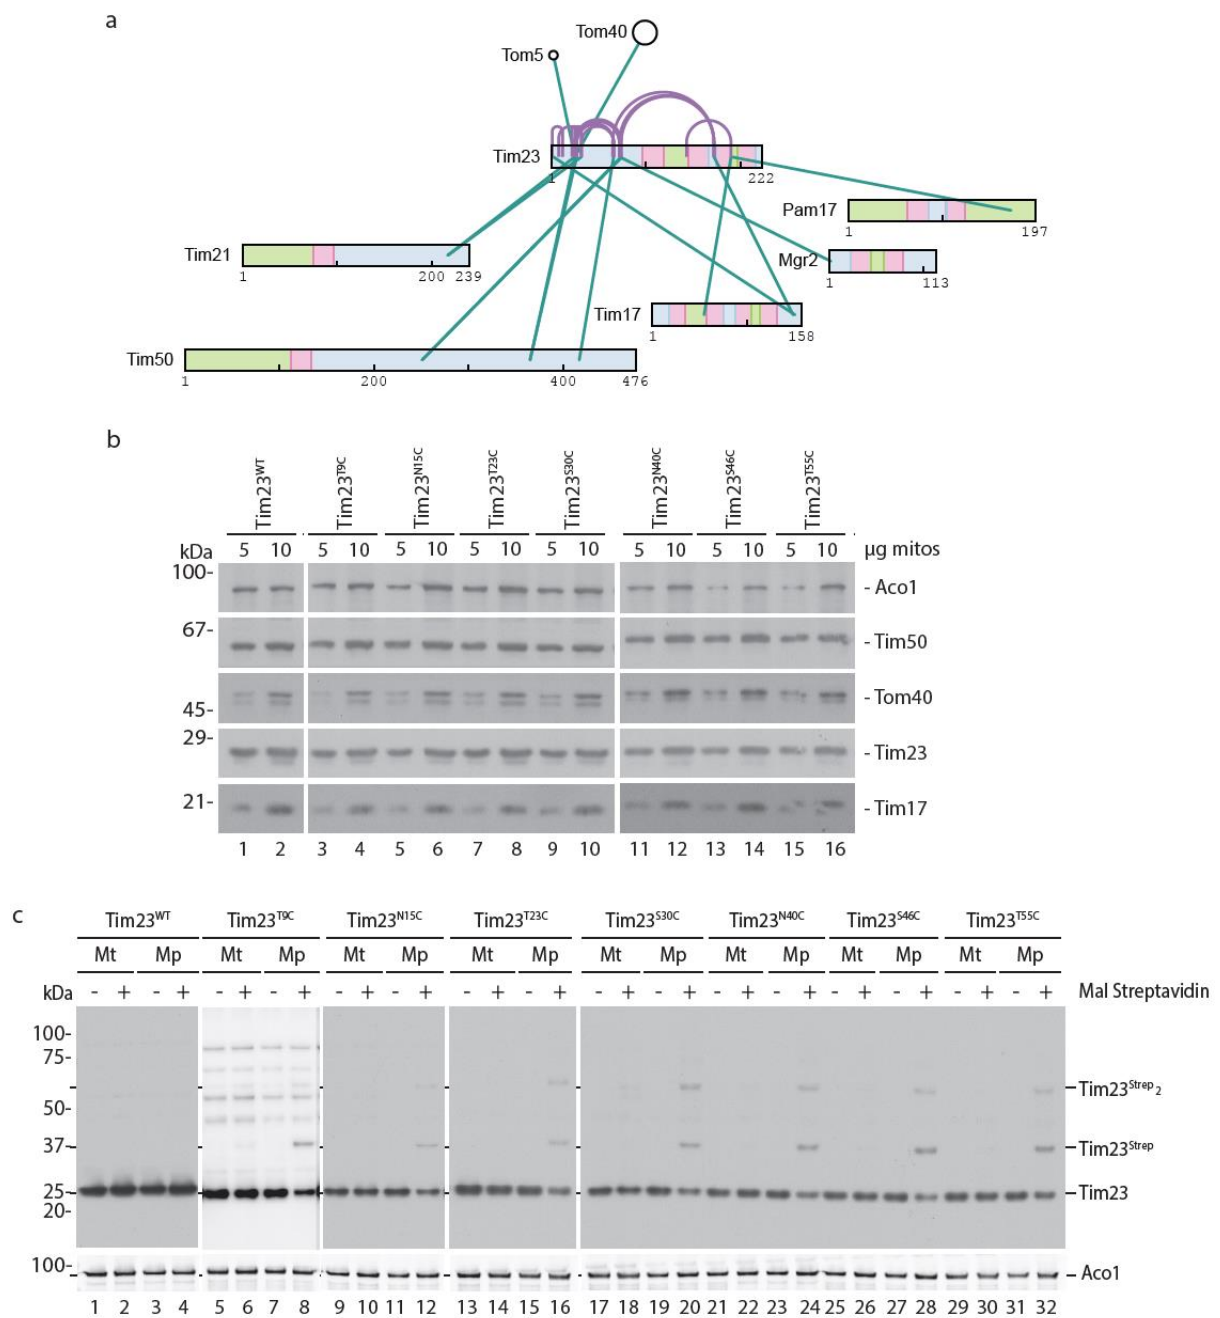 a
Tom40
Tom5
Tim23
1 222
Pam17
1 197
Tim21
1 200 239
Mgr2
1 113
Tim17
1 158
Tim50
1 200 400 476
b
Tim23WT Tim23T9C Tim23N15C Tim23T23C Tim23S30C Tim23N40C Tim23S46C Tim23T55C
kDa 5 10 5 10 5 10 5 10 5 10 5 10 5 10 5 10 µg mitos
100- - Aco1
67- - Tim50
45- - Tom40
29- - Tim23
21- - Tim17
1 2 3 4 5 6 7 8 9 10 11 12 13 14 15 16
c
Tim23WT Tim23T9C Tim23N15C Tim23T23C Tim23S30C Tim23N40C Tim23S46C Tim23T55C
Mt Mp Mt Mp Mt Mp Mt Mp Mt Mp Mt Mp Mt Mp Mt Mp
kDa - + - + - + - + - + - + - + - + - + - + - + - + - + - + - + - + Mal Streptavidin
100-
75-
Tim23Strep2
50-
37- Tim23Strep
25- Tim23
20-
100-
Aco1
1 2 3 4 5 6 7 8 9 10 11 12 13 14 15 16 17 18 19 20 21 22 23 24 25 26 27 28 29 30 31 32